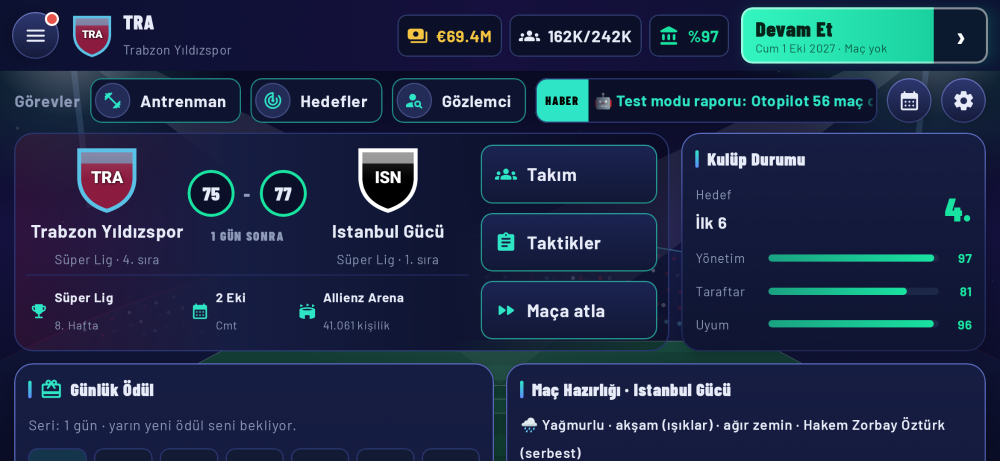 TRA
TRA
Trabzon Yıldızspor
€69.4M
162K/242K
%97
Devam Et
Cum 1 Eki 2027 · Maç yok
Görevler
Antrenman
Hedefler
Gözlemci
HABER
🤖 Test modu raporu: Otopilot 56 maç
TRA
75 - 77
ISN
Trabzon Yıldızspor
1 GÜN SONRA
Istanbul Gücü
Süper Lig · 4. sıra
Süper Lig · 1. sıra
Süper Lig
8. Hafta
2 Eki
Cmt
Allienz Arena
41.061 kişilik
Takım
Taktikler
Maça atla
Kulüp Durumu
Hedef
İlk 6
4.
Yönetim 97
Taraftar 81
Uyum 96
Günlük Ödül
Seri: 1 gün · yarın yeni ödül seni bekliyor.
Maç Hazırlığı · Istanbul Gücü
🌧️ Yağmurlu · akşam (ışıklar) · ağır zemin · Hakem Zorbay Öztürk
(serbest)